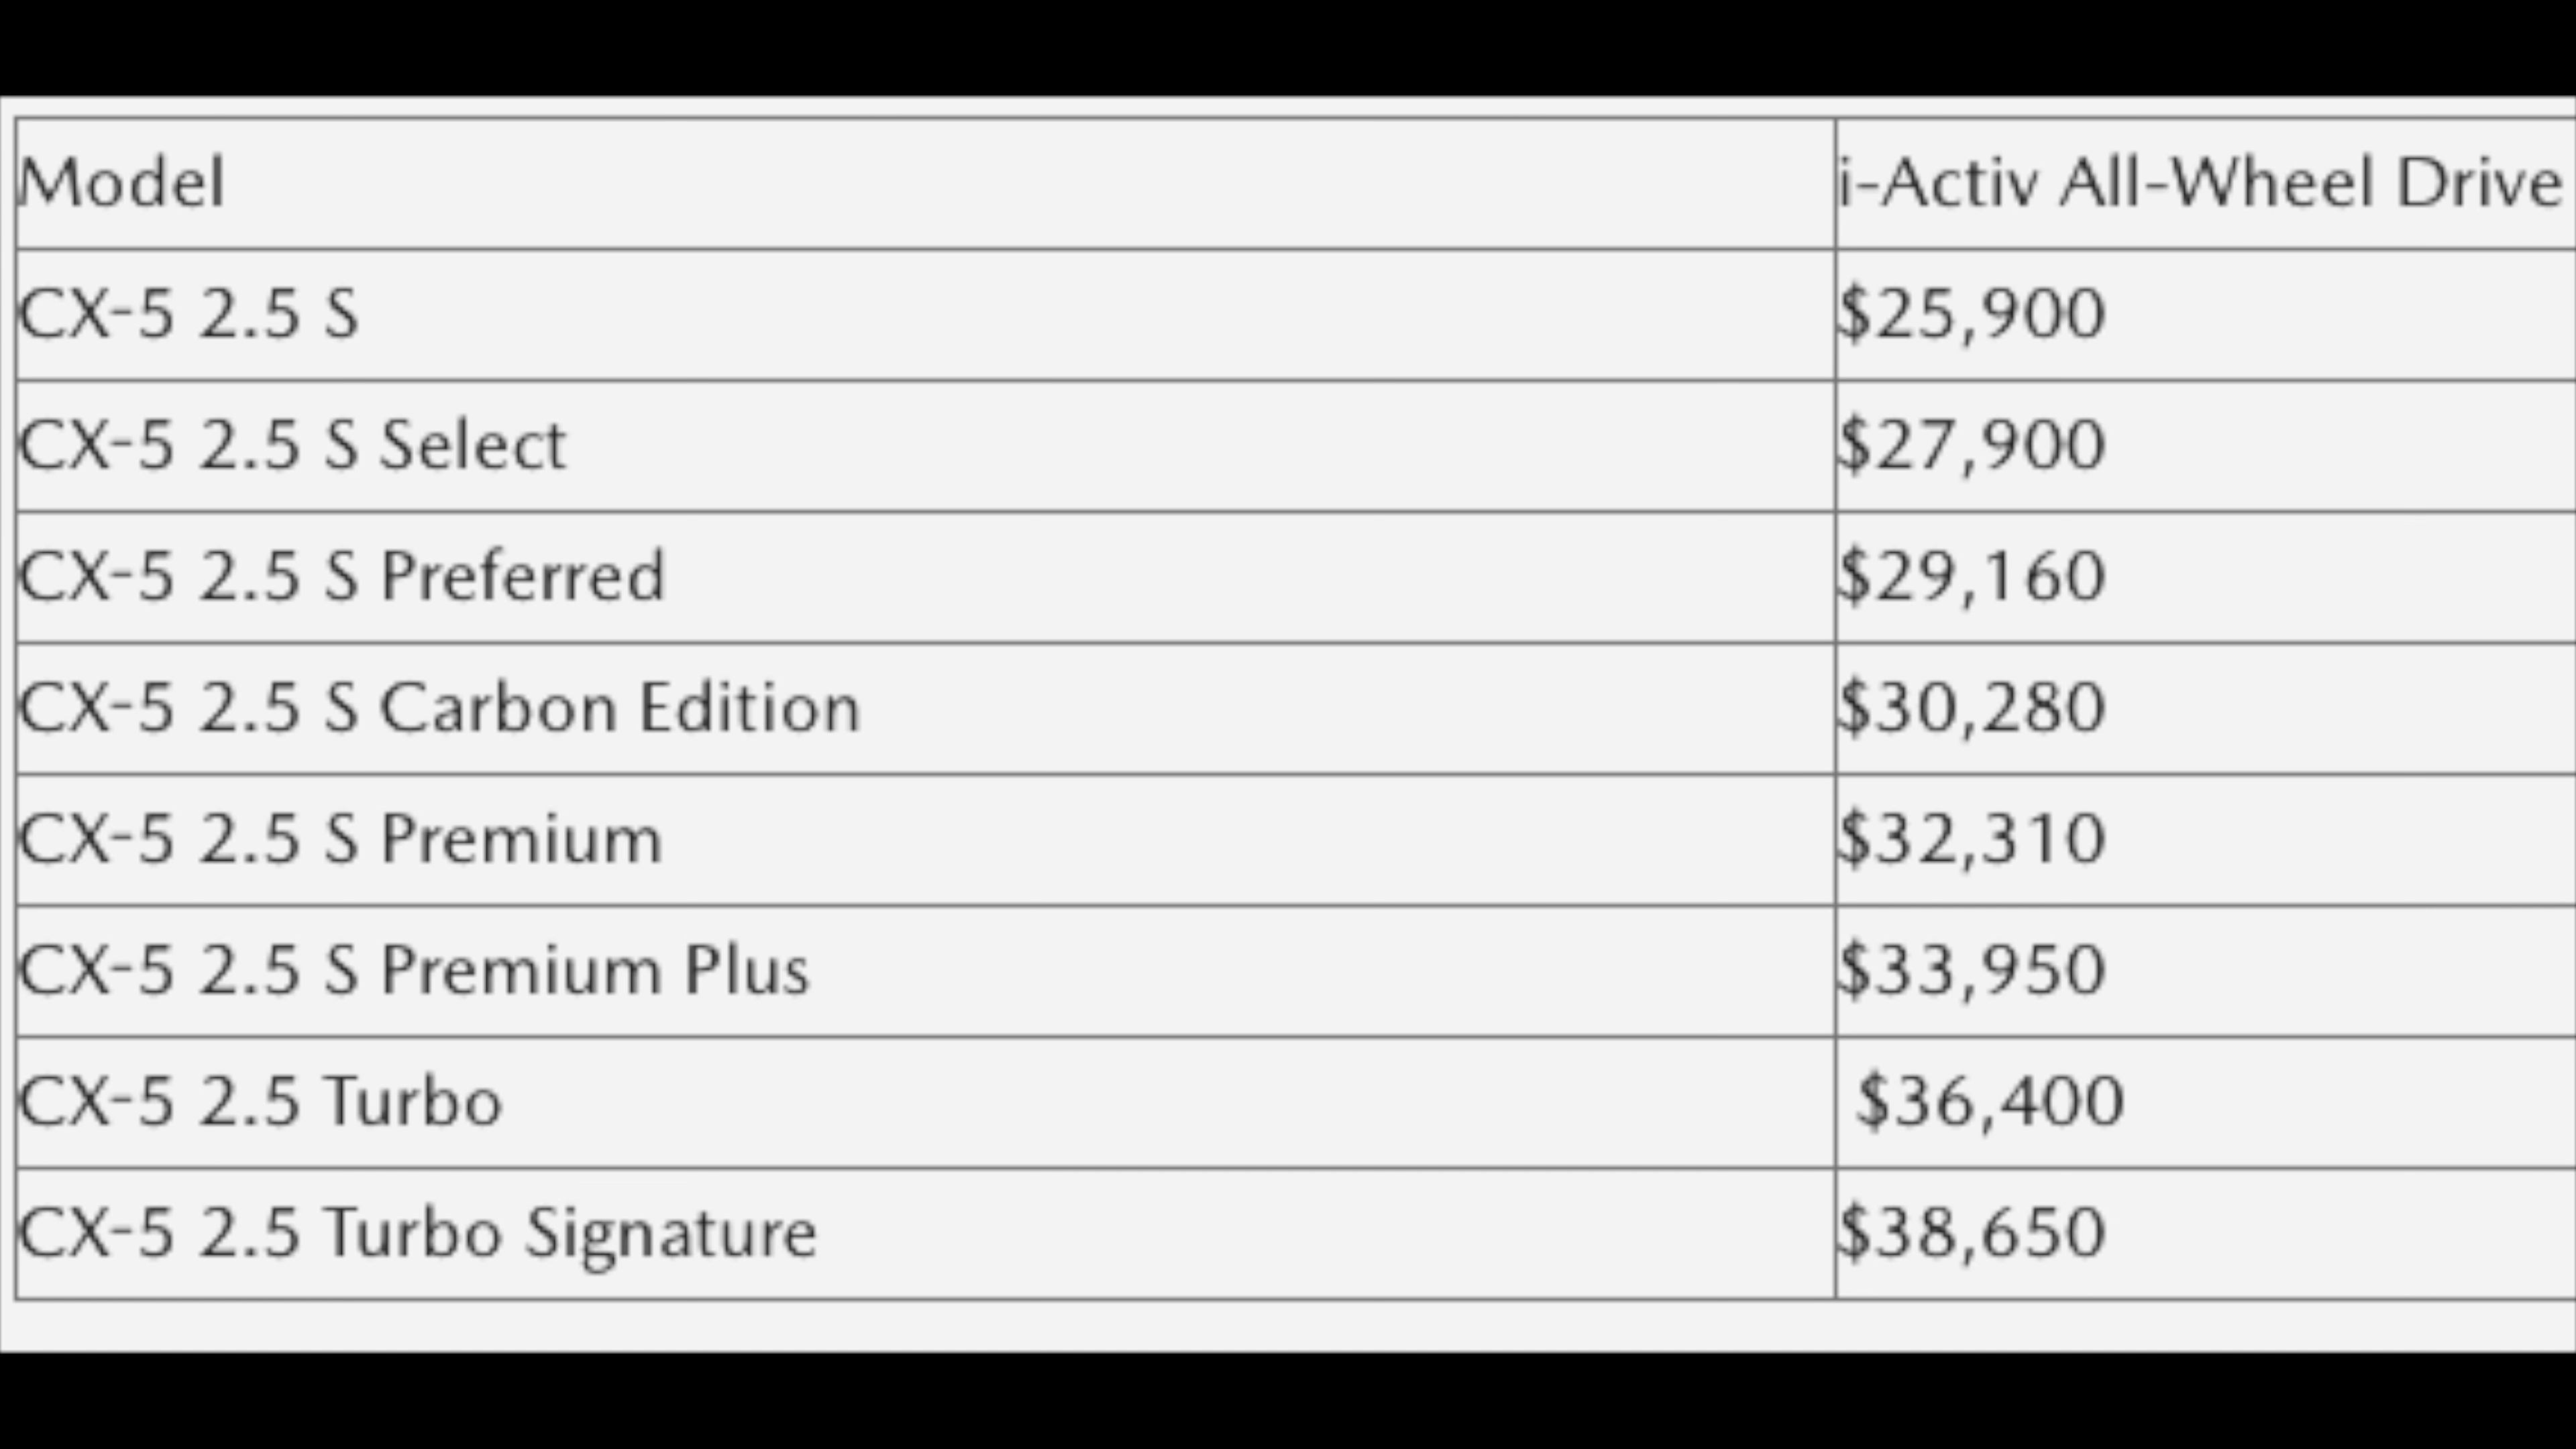 Model i-Activ All-Wheel Drive
CX-5 2.5 S $25,900
CX-5 2.5 S Select $27,900
CX-5 2.5 S Preferred $29,160
CX-5 2.5 S Carbon Edition $30,280
CX-5 2.5 S Premium $32,310
CX-5 2.5 S Premium Plus $33,950
CX-5 2.5 Turbo $36,400
CX-5 2.5 Turbo Signature $38,650